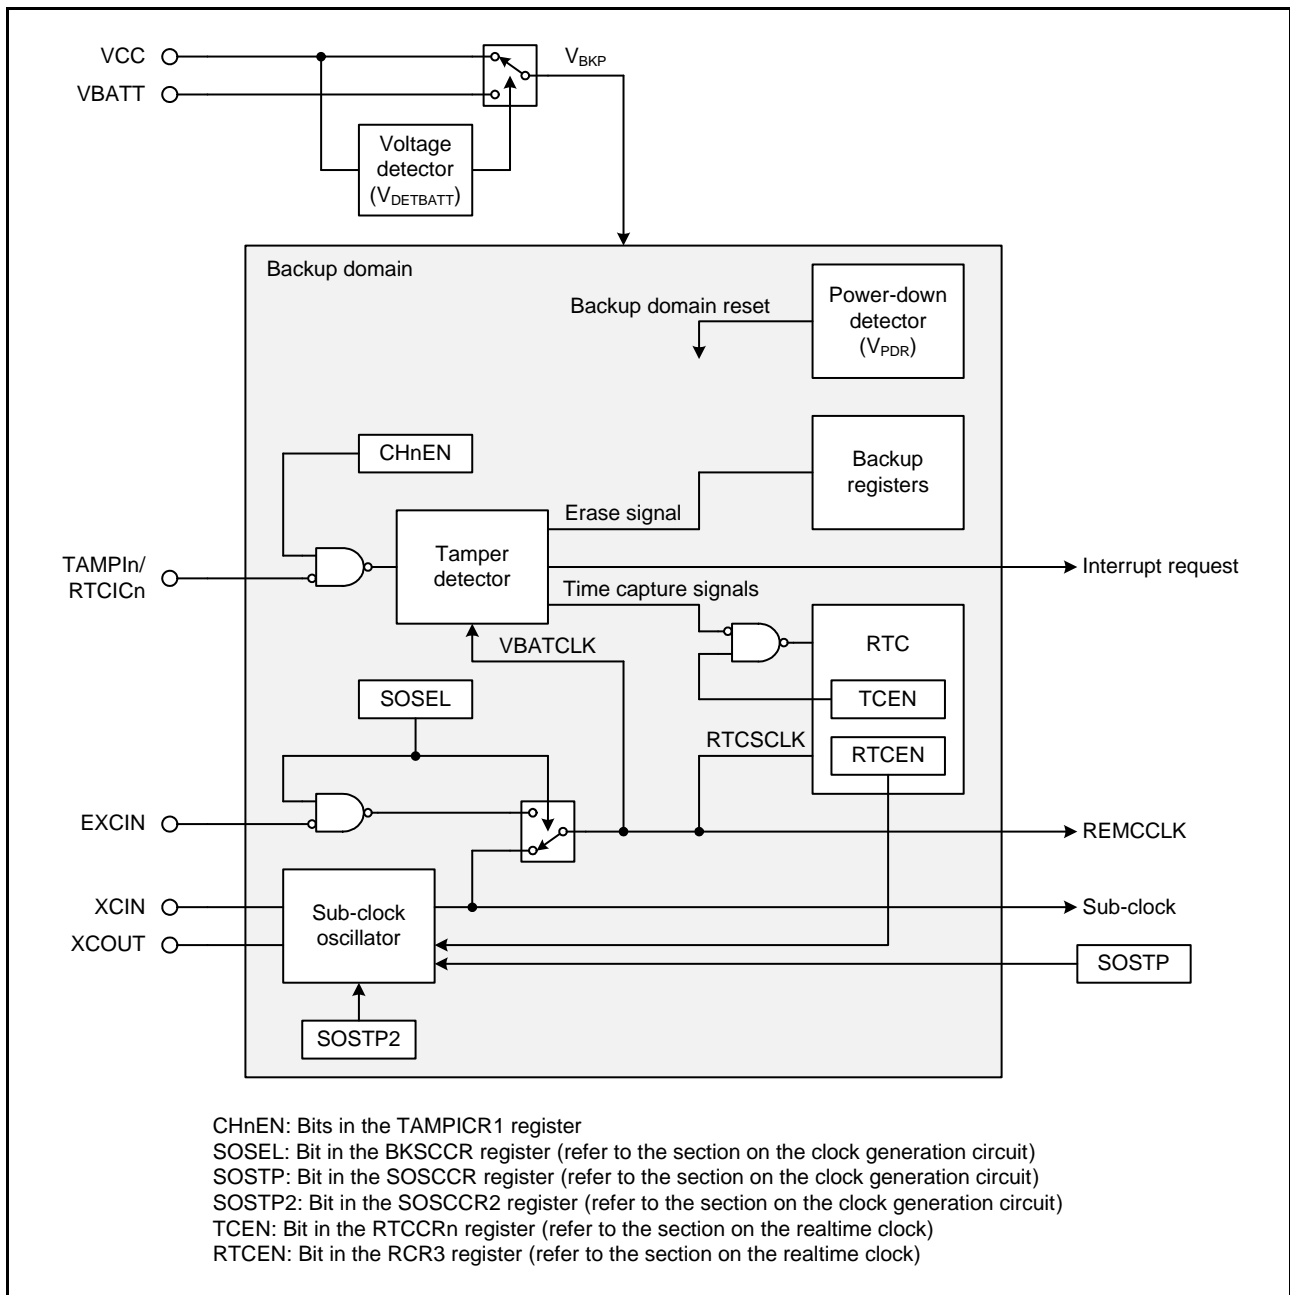 VCC
VBATT
V_BKP
Voltage
detector
(V_DETBATT)
Backup domain
Backup domain reset
Power-down
detector
(V_PDR)
CHnEN
Backup
registers
Erase signal
TAMPIn/
RTCICn
Tamper
detector
Interrupt request
Time capture signals
VBATCLK
RTC
TCEN
SOSEL
RTCSCLK
RTCEN
EXCIN
REMCCLK
XCIN
XCOUT
Sub-clock
oscillator
Sub-clock
SOSTP
SOSTP2
CHnEN: Bits in the TAMPICR1 register
SOSEL: Bit in the BKSCCR register (refer to the section on the clock generation circuit)
SOSTP: Bit in the SOSCCR register (refer to the section on the clock generation circuit)
SOSTP2: Bit in the SOSCCR2 register (refer to the section on the clock generation circuit)
TCEN: Bit in the RTCCRn register (refer to the section on the realtime clock)
RTCEN: Bit in the RCR3 register (refer to the section on the realtime clock)